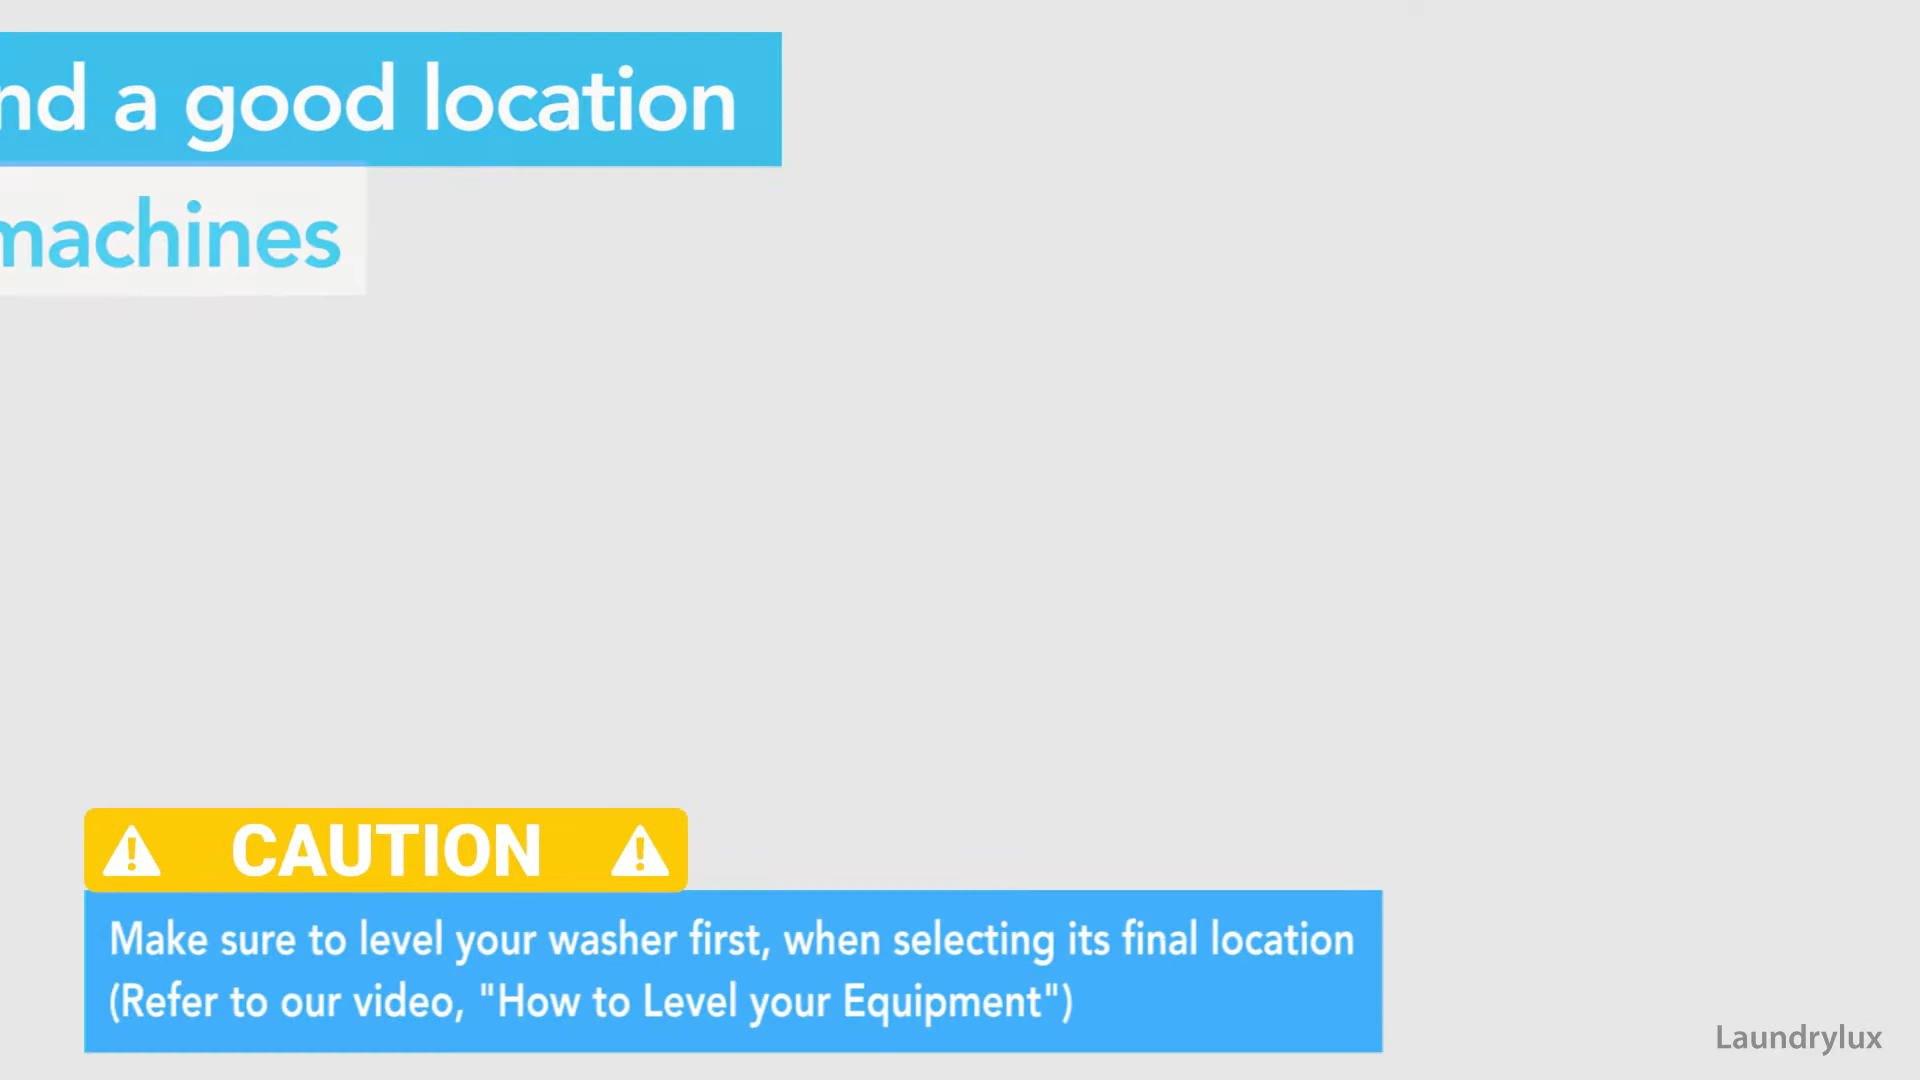 nd a good location
machines
CAUTION
Make sure to level your washer first, when selecting its final location
(Refer to our video, "How to Level your Equipment")
Laundrylux